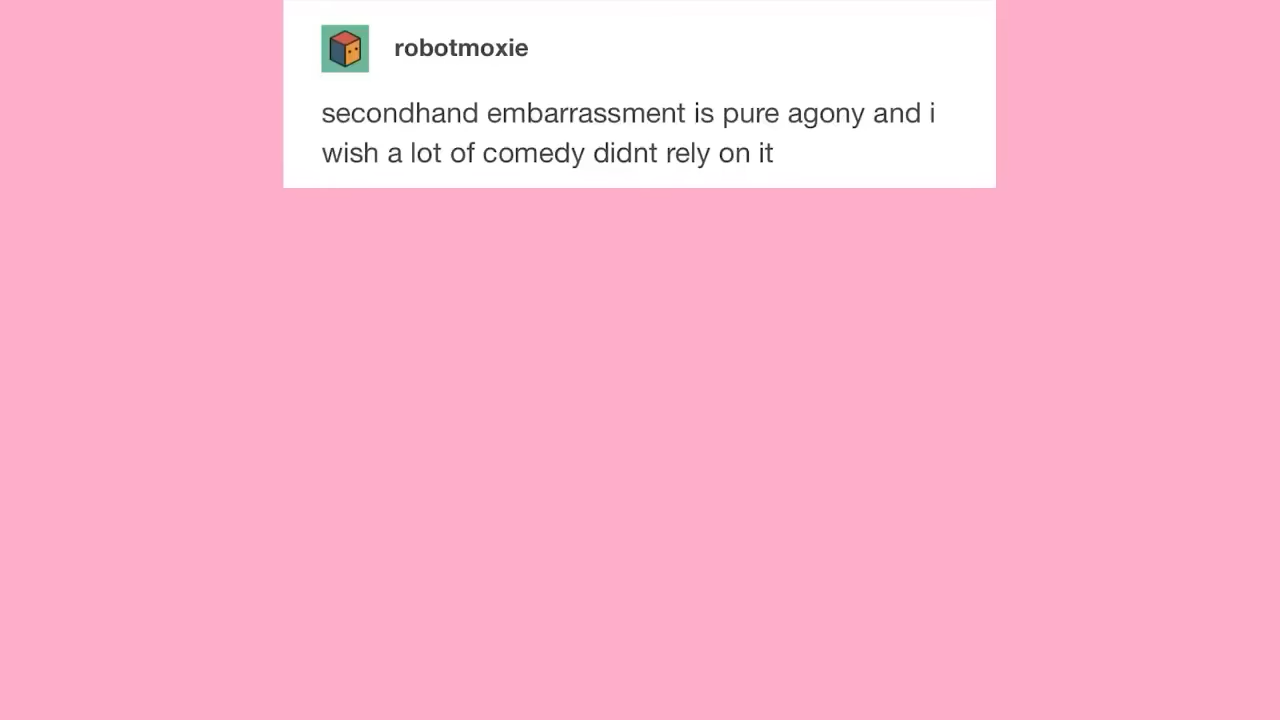 robotmoxie
secondhand embarrassment is pure agony and i
wish a lot of comedy didnt rely on it